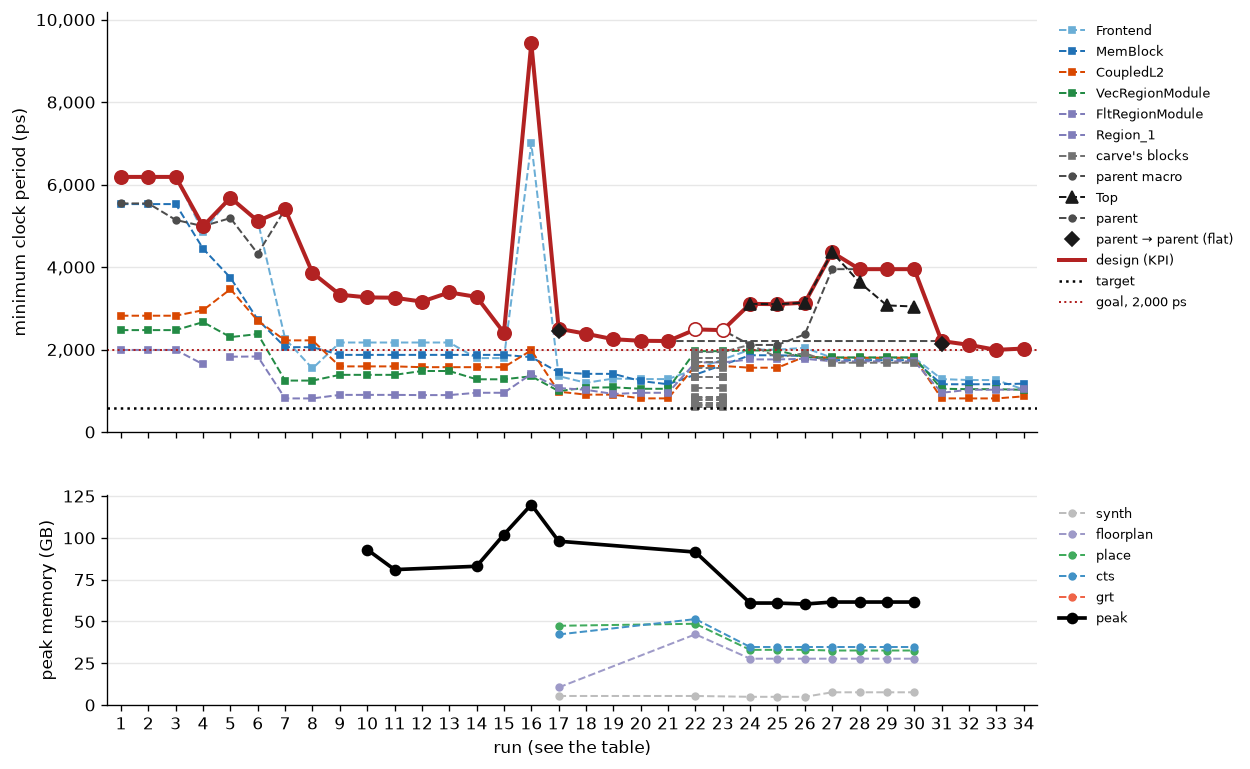 10,000
8,000
6,000
4,000
2,000
0
minimum clock period (ps)
Frontend
MemBlock
CoupledL2
VecRegionModule
FltRegionModule
Region_1
carve's blocks
parent macro
Top
parent
parent → parent (flat)
design (KPI)
target
goal, 2,000 ps
125
100
75
50
25
0
peak memory (GB)
synth
floorplan
place
cts
grt
peak
1 2 3 4 5 6 7 8 9 10 11 12 13 14 15 16 17 18 19 20 21 22 23 24 25 26 27 28 29 30 31 32 33 34
run (see the table)